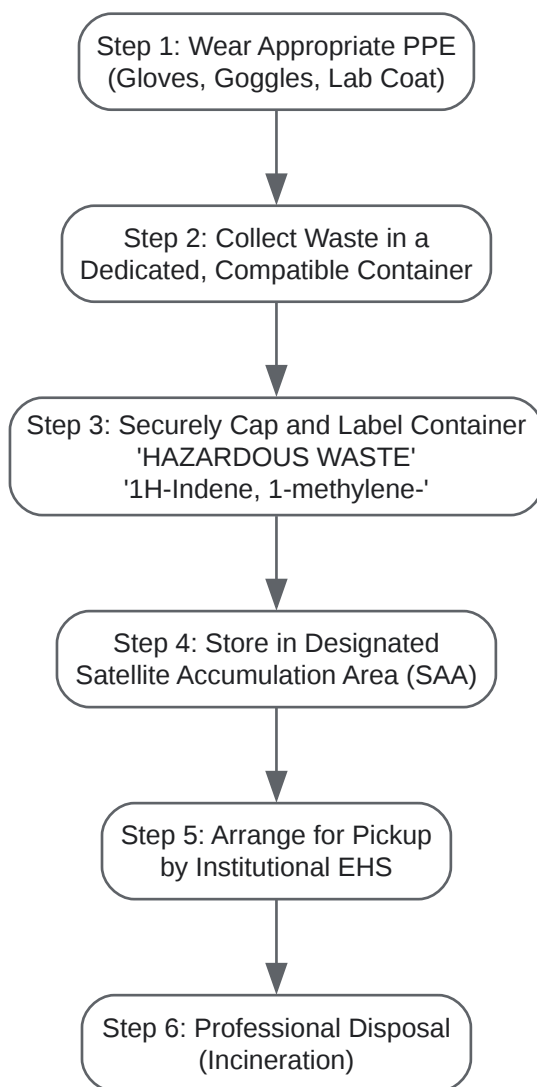 Step 1: Wear Appropriate PPE
(Gloves, Goggles, Lab Coat)
Step 2: Collect Waste in a
Dedicated, Compatible Container
Step 3: Securely Cap and Label Container
'HAZARDOUS WASTE'
'1H-Indene, 1-methylene-'
Step 4: Store in Designated
Satellite Accumulation Area (SAA)
Step 5: Arrange for Pickup
by Institutional EHS
Step 6: Professional Disposal
(Incineration)